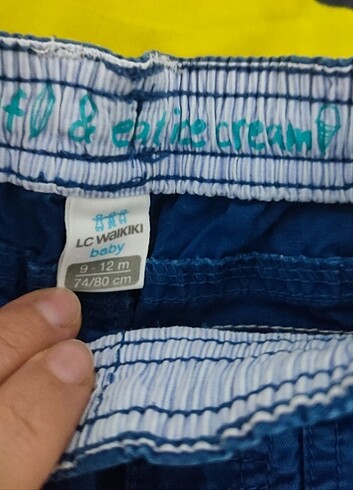 & eat ice cream
LC WAIKIKI
baby
9 - 12 m
74/80 cm